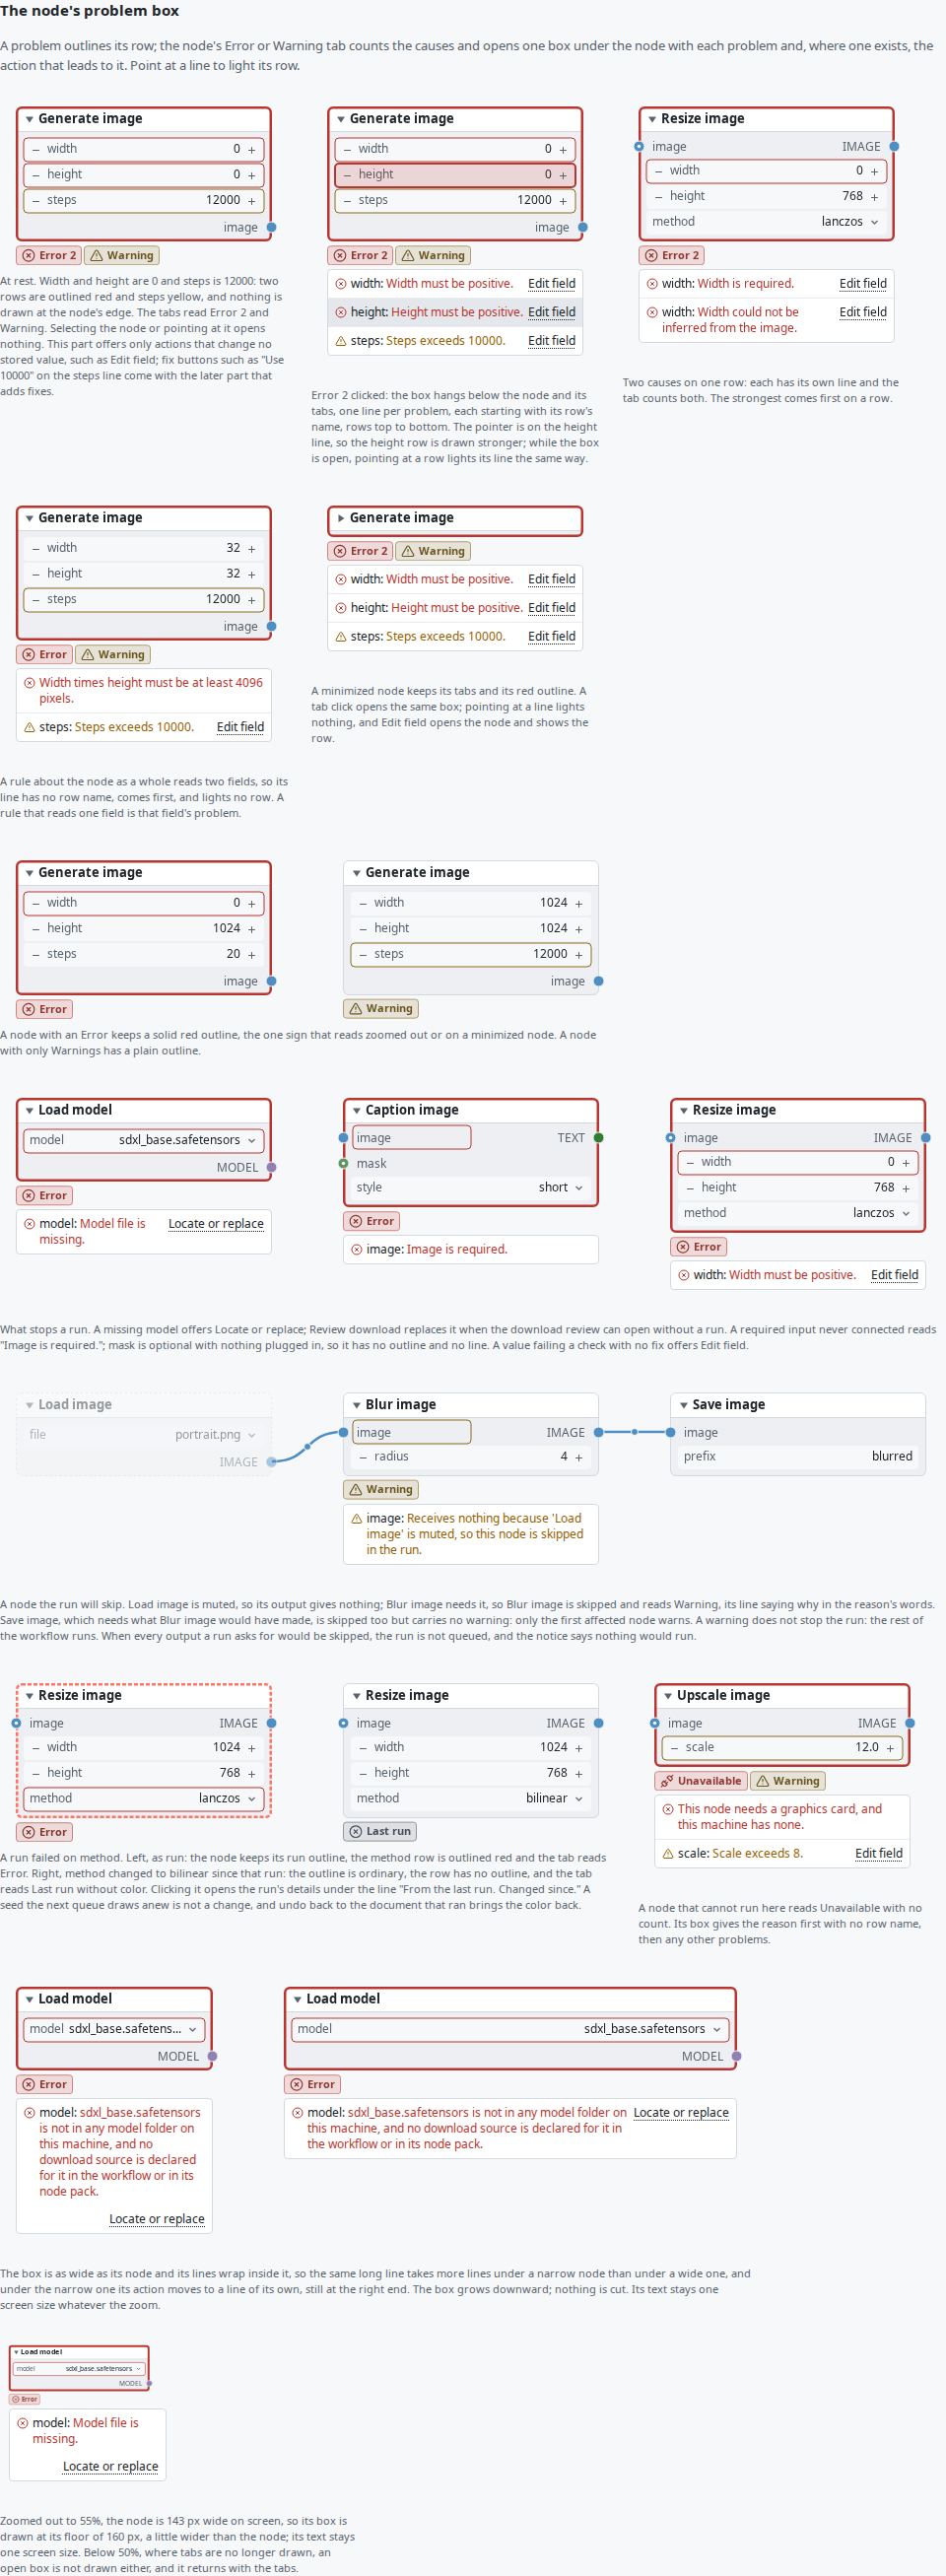 The node's problem box
A problem outlines its row; the node's Error or Warning tab counts the causes and opens one box under the node with each problem and, where one exists, the
action that leads to it. Point at a line to light its row.
Generate image
− width 0 +
− height 0 +
− steps 12000 +
image
Error 2 Warning
At rest. Width and height are 0 and steps is 12000: two
rows are outlined red and steps yellow, and nothing is
drawn at the node's edge. The tabs read Error 2 and
Warning. Selecting the node or pointing at it opens
nothing. This part offers only actions that change no
stored value, such as Edit field; fix buttons such as "Use
10000" on the steps line come with the later part that
adds fixes.
Generate image
− width 0 +
− height 0 +
− steps 12000 +
image
Error 2 Warning
width: Width must be positive. Edit field
height: Height must be positive. Edit field
steps: Steps exceeds 10000. Edit field
Error 2 clicked: the box hangs below the node and its
tabs, one line per problem, each starting with its row's
name, rows top to bottom. The pointer is on the height
line, so the height row is drawn stronger; while the box
is open, pointing at a row lights its line the same way.
Resize image
image IMAGE
− width 0 +
− height 768 +
method lanczos
Error 2
width: Width is required. Edit field
width: Width could not be Edit field
inferred from the image.
Two causes on one row: each has its own line and the
tab counts both. The strongest comes first on a row.
Generate image
− width 32 +
− height 32 +
− steps 12000 +
image
Error Warning
Width times height must be at least 4096
pixels.
steps: Steps exceeds 10000. Edit field
A rule about the node as a whole reads two fields, so its
line has no row name, comes first, and lights no row. A
rule that reads one field is that field's problem.
Generate image
Error 2 Warning
width: Width must be positive. Edit field
height: Height must be positive. Edit field
steps: Steps exceeds 10000. Edit field
A minimized node keeps its tabs and its red outline. A
tab click opens the same box; pointing at a line lights
nothing, and Edit field opens the node and shows the
row.
Generate image
− width 0 +
− height 1024 +
− steps 20 +
image
Error
Generate image
− width 1024 +
− height 1024 +
− steps 12000 +
image
Warning
A node with an Error keeps a solid red outline, the one sign that reads zoomed out or on a minimized node. A node
with only Warnings has a plain outline.
Load model
model sdxl_base.safetensors
MODEL
Error
model: Model file is Locate or replace
missing.
Caption image
image TEXT
mask
style short
Error
image: Image is required.
Resize image
image IMAGE
− width 0 +
− height 768 +
method lanczos
Error
width: Width must be positive. Edit field
What stops a run. A missing model offers Locate or replace; Review download replaces it when the download review can open without a run. A required input never connected reads
"Image is required."; mask is optional with nothing plugged in, so it has no outline and no line. A value failing a check with no fix offers Edit field.
Load image
file portrait.png
IMAGE
Blur image
image IMAGE
− radius 4 +
Warning
image: Receives nothing because 'Load
image' is muted, so this node is skipped
in the run.
Save image
image
prefix blurred
A node the run will skip. Load image is muted, so its output gives nothing; Blur image needs it, so Blur image is skipped and reads Warning, its line saying why in the reason's words.
Save image, which needs what Blur image would have made, is skipped too but carries no warning: only the first affected node warns. A warning does not stop the run: the rest of
the workflow runs. When every output a run asks for would be skipped, the run is not queued, and the notice says nothing would run.
Resize image
image IMAGE
− width 1024 +
− height 768 +
method lanczos
Error
Resize image
image IMAGE
− width 1024 +
− height 768 +
method bilinear
Last run
A run failed on method. Left, as run: the node keeps its run outline, the method row is outlined red and the tab reads
Error. Right, method changed to bilinear since that run: the outline is ordinary, the row has no outline, and the tab
reads Last run without color. Clicking it opens the run's details under the line "From the last run. Changed since." A
seed the next queue draws anew is not a change, and undo back to the document that ran brings the color back.
Upscale image
image IMAGE
− scale 12.0 +
Unavailable Warning
This node needs a graphics card, and
this machine has none.
scale: Scale exceeds 8. Edit field
A node that cannot run here reads Unavailable with no
count. Its box gives the reason first with no row name,
then any other problems.
Load model
model sdxl_base.safetens...
MODEL
Error
model: sdxl_base.safetensors
is not in any model folder on
this machine, and no
download source is declared
for it in the workflow or in its
node pack.
Locate or replace
Load model
model sdxl_base.safetensors
MODEL
Error
model: sdxl_base.safetensors is not in any model folder on Locate or replace
this machine, and no download source is declared for it in
the workflow or in its node pack.
The box is as wide as its node and its lines wrap inside it, so the same long line takes more lines under a narrow node than under a wide one, and
under the narrow one its action moves to a line of its own, still at the right end. The box grows downward; nothing is cut. Its text stays one
screen size whatever the zoom.
Load model
model sdxl_base.safetensors
MODEL
Error
model: Model file is
missing.
Locate or replace
Zoomed out to 55%, the node is 143 px wide on screen, so its box is
drawn at its floor of 160 px, a little wider than the node; its text stays
one screen size. Below 50%, where tabs are no longer drawn, an
open box is not drawn either, and it returns with the tabs.